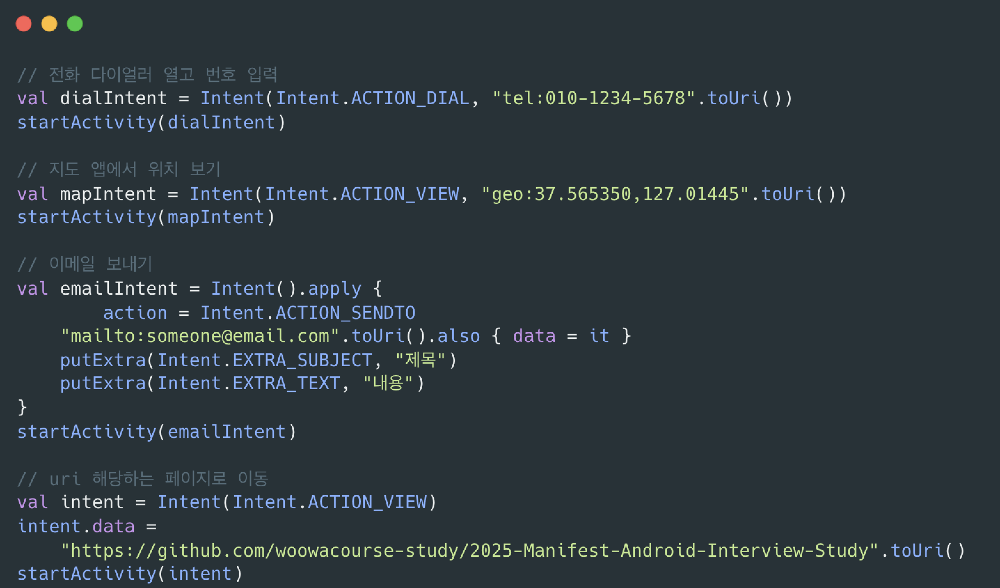 // 전화 다이얼러 열고 번호 입력
val dialIntent = Intent(Intent.ACTION_DIAL, "tel:010-1234-5678".toUri())
startActivity(dialIntent)
// 지도 앱에서 위치 보기
val mapIntent = Intent(Intent.ACTION_VIEW, "geo:37.565350,127.01445".toUri())
startActivity(mapIntent)
// 이메일 보내기
val emailIntent = Intent().apply {
        action = Intent.ACTION_SENDTO
    "mailto:someone@email.com".toUri().also { data = it }
    putExtra(Intent.EXTRA_SUBJECT, "제목")
    putExtra(Intent.EXTRA_TEXT, "내용")
}
startActivity(emailIntent)
// uri 해당하는 페이지로 이동
val intent = Intent(Intent.ACTION_VIEW)
intent.data =
    "https://github.com/woowacourse-study/2025-Manifest-Android-Interview-Study".toUri()
startActivity(intent)